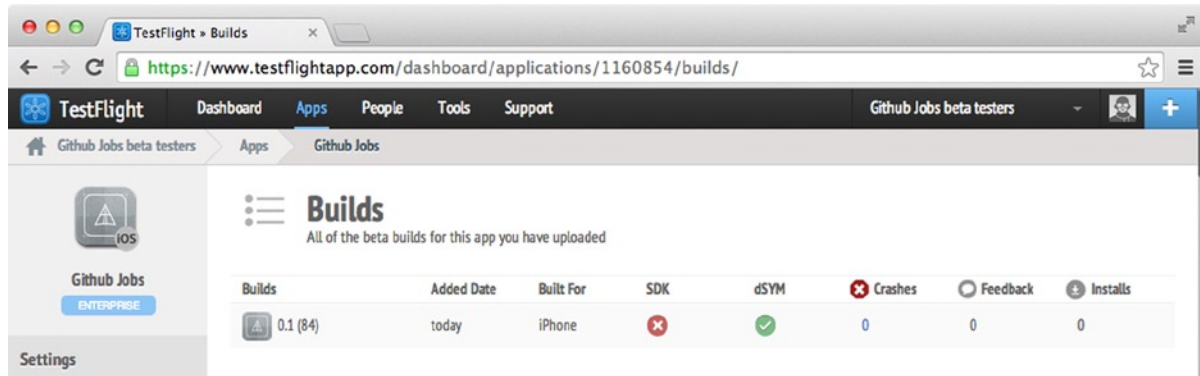 TestFlight » Builds
https://www.testflightapp.com/dashboard/applications/1160854/builds/
TestFlight Dashboard Apps People Tools Support Github Jobs beta testers +
Github Jobs beta testers Apps Github Jobs
iOS
Github Jobs
ENTERPRISE
Settings
Builds
All of the beta builds for this app you have uploaded
Builds Added Date Built For SDK dSYM Crashes Feedback Installs
0.1 (84) today iPhone 0 0 0